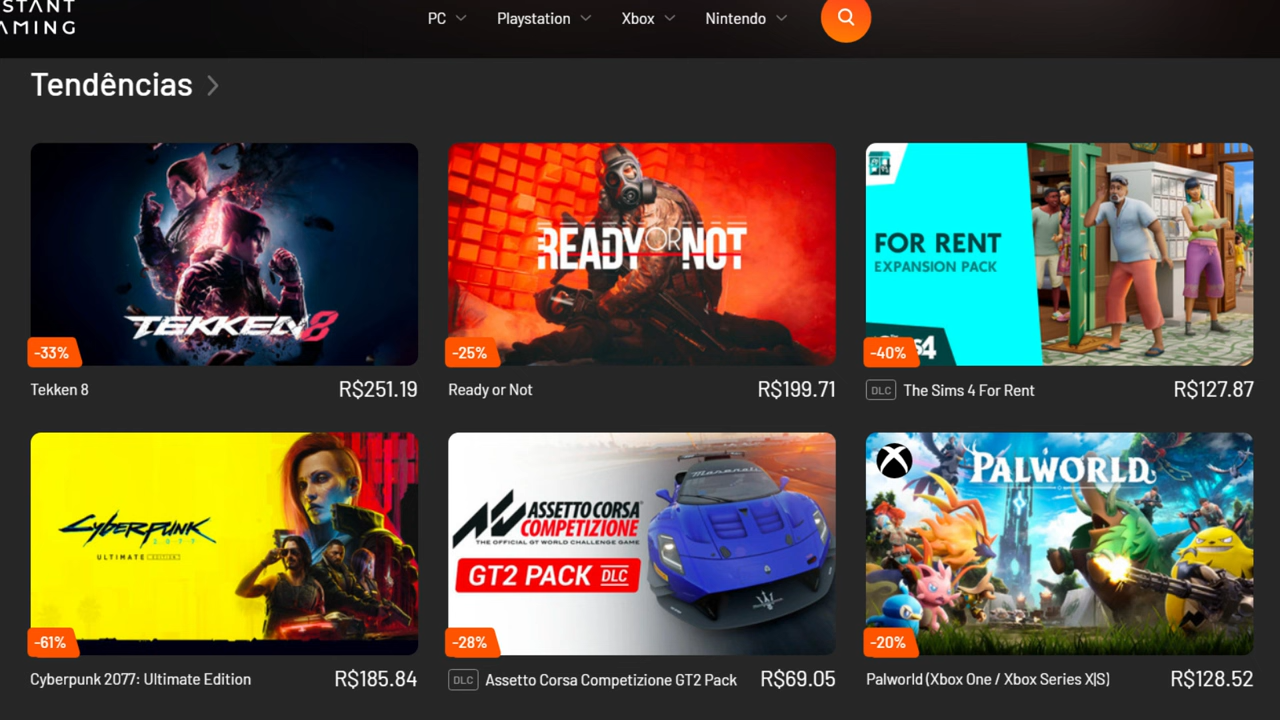 STANT
AMING
PC
Playstation
Xbox
Nintendo
Tendências
TEKKEN 8
-33%
Tekken 8
R$251.19
READY OR NOT
-25%
Ready or Not
R$199.71
FOR RENT
EXPANSION PACK
-40%
DLC
The Sims 4 For Rent
R$127.87
Cyberpunk
2077
ULTIMATE
-61%
Cyberpunk 2077: Ultimate Edition
R$185.84
Maserati
ASSETTO CORSA
COMPETIZIONE
THE OFFICIAL GT WORLD CHALLENGE GAME
GT2 PACK DLC
-28%
DLC
Assetto Corsa Competizione GT2 Pack
R$69.05
PALWORLD
-20%
Palworld (Xbox One / Xbox Series X|S)
R$128.52